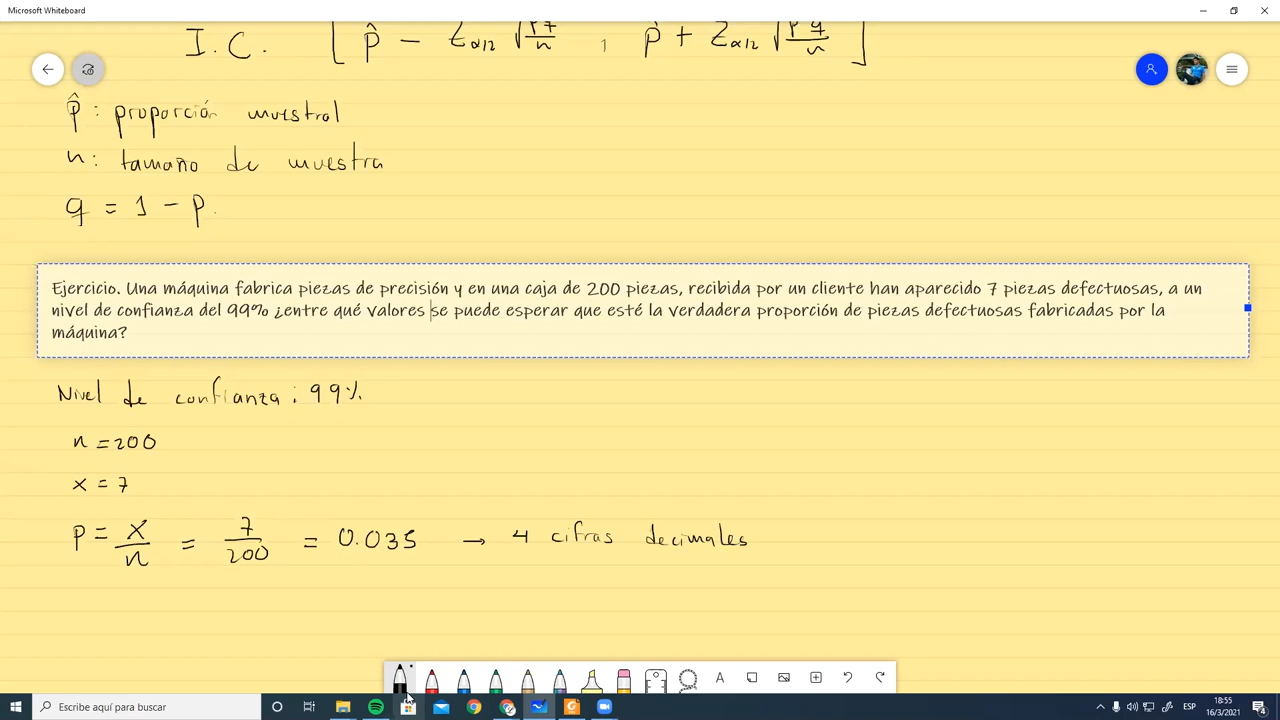 Microsoft Whiteboard
I.C. [ p̂ - Zα/2 √pq/n , p̂ + Zα/2 √pq/n ]
p̂ : proporción muestral
n: tamaño de muestra
q = 1 - p.
Ejercicio. Una máquina fabrica piezas de precisión y en una caja de 200 piezas, recibida por un cliente han aparecido 7 piezas defectuosas, a un
nivel de confianza del 99% ¿entre qué valores se puede esperar que esté la verdadera proporción de piezas defectuosas fabricadas por la
máquina?
Nivel de confianza : 99%
n = 200
x = 7
p = x/n = 7/200 = 0.035 → 4 cifras decimales
Escribe aquí para buscar
ESP
18:55
16/3/2021